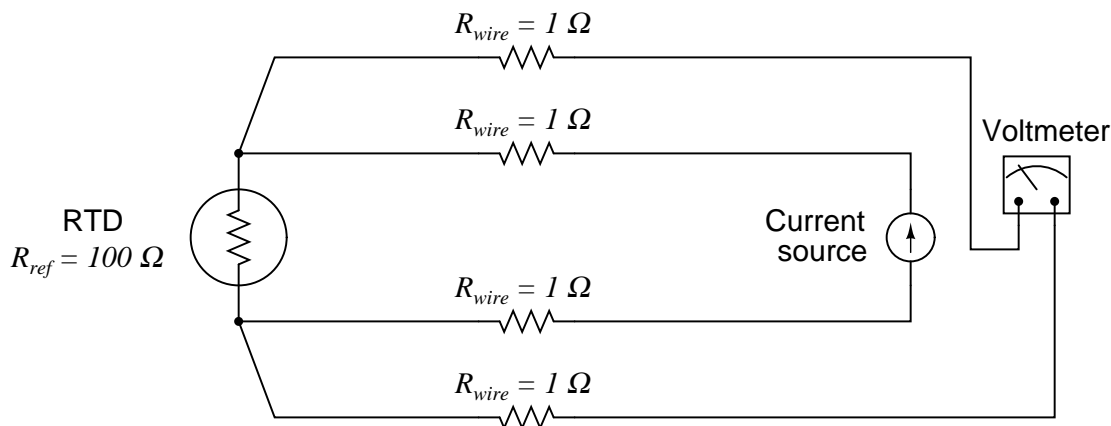 R_wire = 1 Ω
R_wire = 1 Ω
Voltmeter
RTD
R_ref = 100 Ω
Current
source
R_wire = 1 Ω
R_wire = 1 Ω